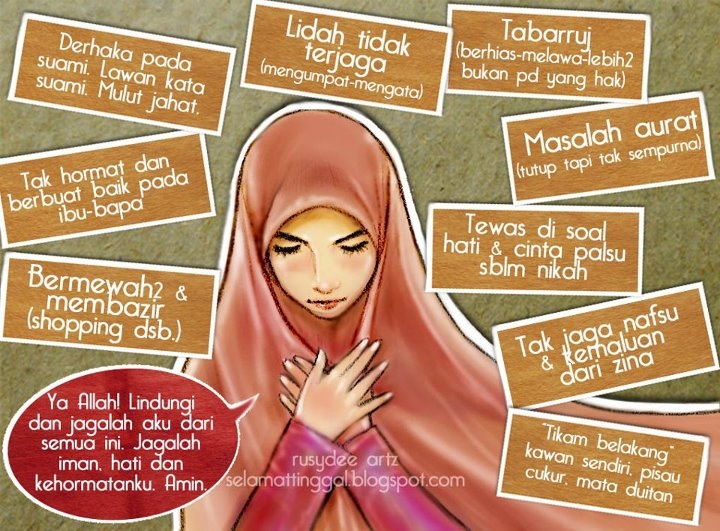 Derhaka pada
suami. Lawan kata
suami. Mulut jahat.
Lidah tidak
terjaga
(mengumpat-mengata)
Tabarruj
(berhias-melawa-lebih2
bukan pd yang hak)
Tak hormat dan
berbuat baik pada
ibu-bapa
Masalah aurat
(tutup tapi tak sempurna)
Bermewah2 &
membazir
(shopping dsb.)
Tewas di soal
hati & cinta palsu
sblm nikah
Tak jaga nafsu
& kemaluan
dari zina
Ya Allah! Lindungi
dan jagalah aku dari
semua ini. Jagalah
iman, hati dan
kehormatanku. Amin.
"Tikam belakang"
kawan sendiri, pisau
cukur, mata duitan
rusydee artz
selamattinggal.blogspot.com